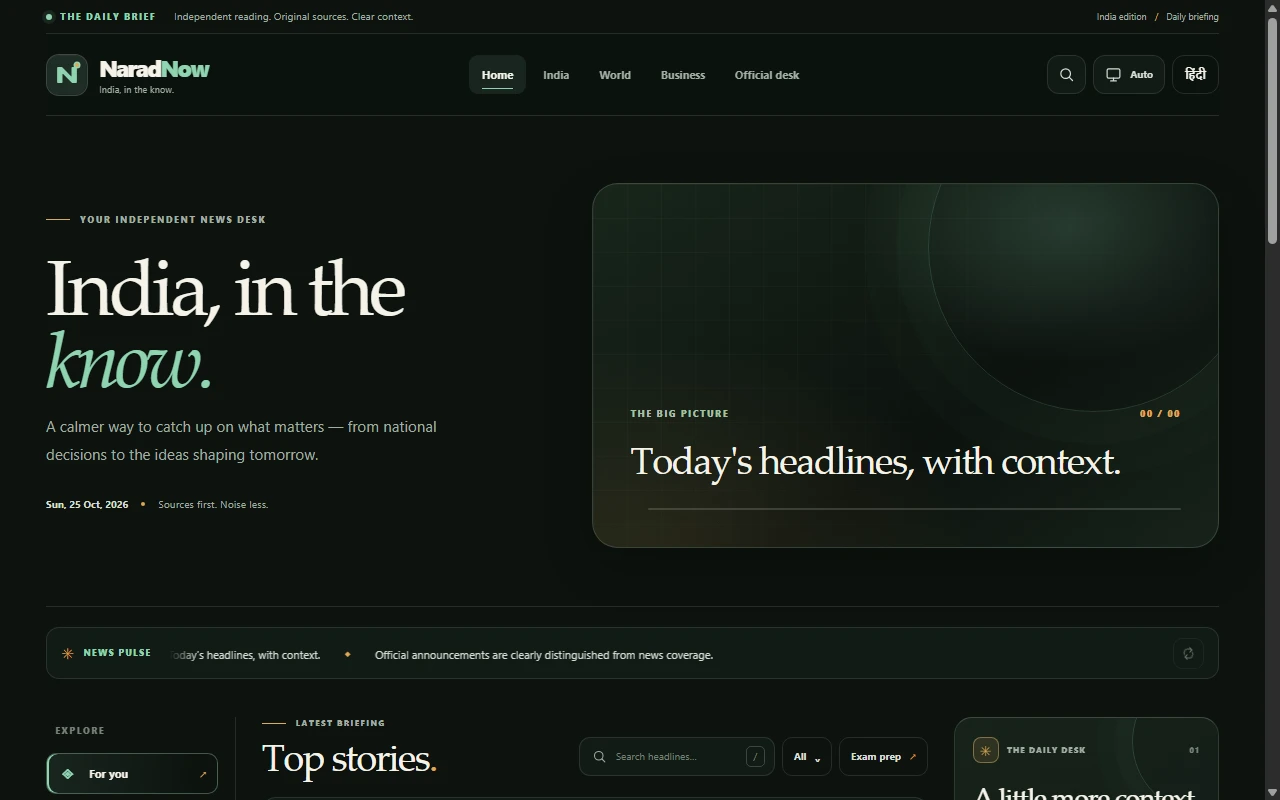 THE DAILY BRIEF Independent reading. Original sources. Clear context. India edition / Daily briefing
N NaradNow
India, in the know.
Home India World Business Official desk
Auto हिंदी
YOUR INDEPENDENT NEWS DESK
India, in the
know.
A calmer way to catch up on what matters — from national
decisions to the ideas shaping tomorrow.
Sun, 25 Oct, 2026 • Sources first. Noise less.
THE BIG PICTURE 00 / 00
Today's headlines, with context.
NEWS PULSE oday's headlines, with context. Official announcements are clearly distinguished from news coverage.
EXPLORE
For you ↗
LATEST BRIEFING
Top stories.
Search headlines... / All Exam prep ↗
THE DAILY DESK 01
A little more context